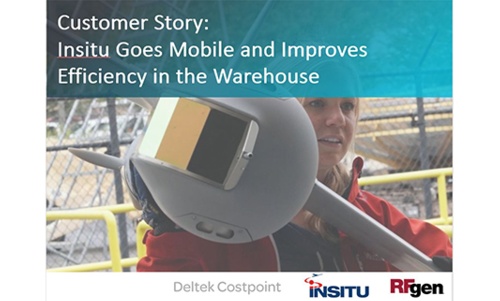 Customer Story:
Insitu Goes Mobile and Improves
Efficiency in the Warehouse
Deltek Costpoint
INSITU
RFgen